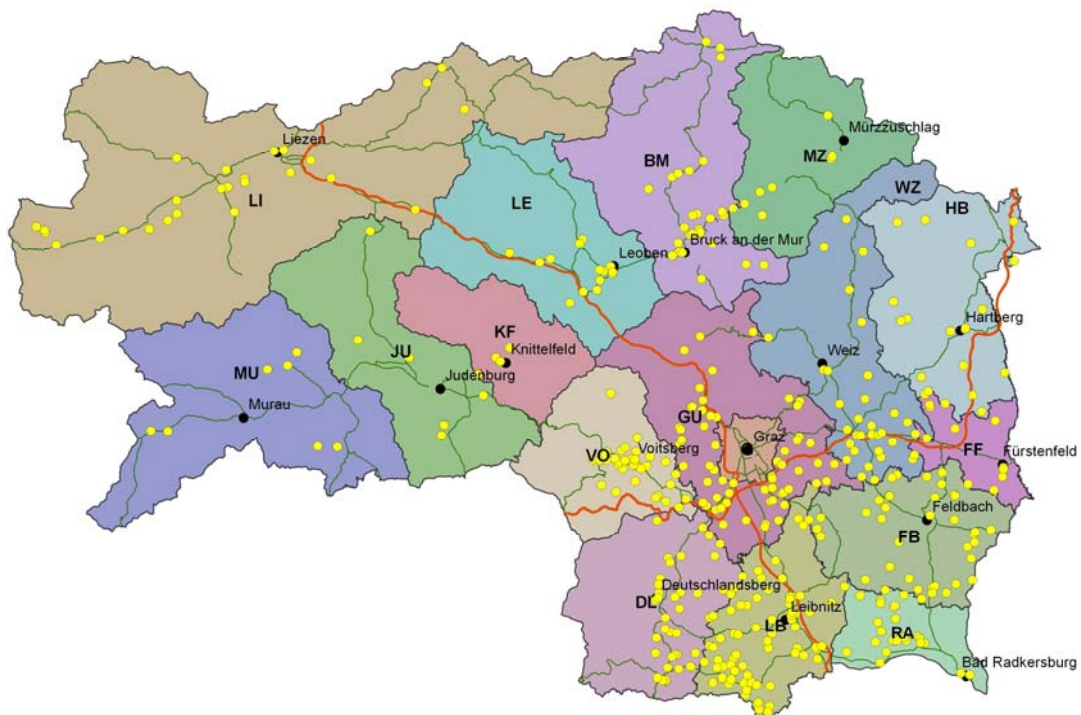 Mürzzuschlag
Liezen
BM
MZ
WZ
LI
LE
HB
Leoben
Bruck an der Mur
Hartberg
KF
Knittelfeld
JU
Weiz
MU
Judenburg
Murau
GU
Graz
VO
Voitsberg
FF
Fürstenfeld
Feldbach
FB
Deutschlandsberg
DL
Leibnitz
LB
RA
Bad Radkersburg